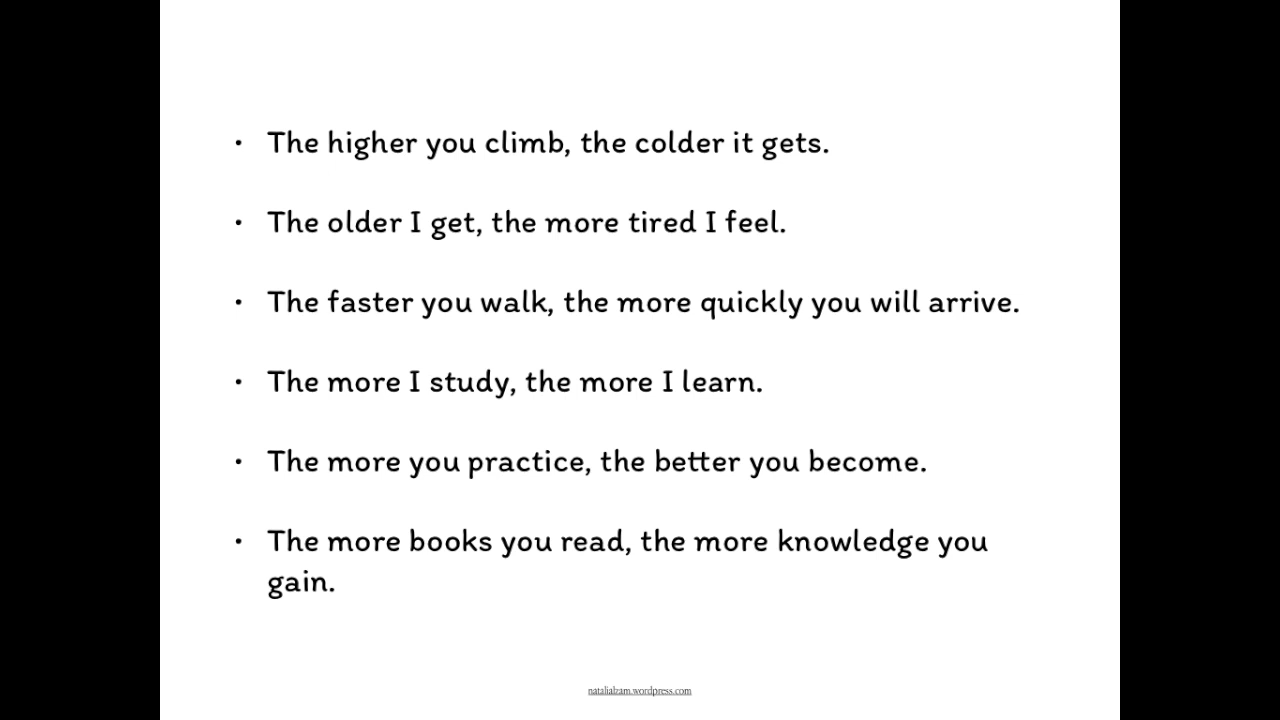 • The higher you climb, the colder it gets.
• The older I get, the more tired I feel.
• The faster you walk, the more quickly you will arrive.
• The more I study, the more I learn.
• The more you practice, the better you become.
• The more books you read, the more knowledge you
gain.
natalialzam.wordpress.com